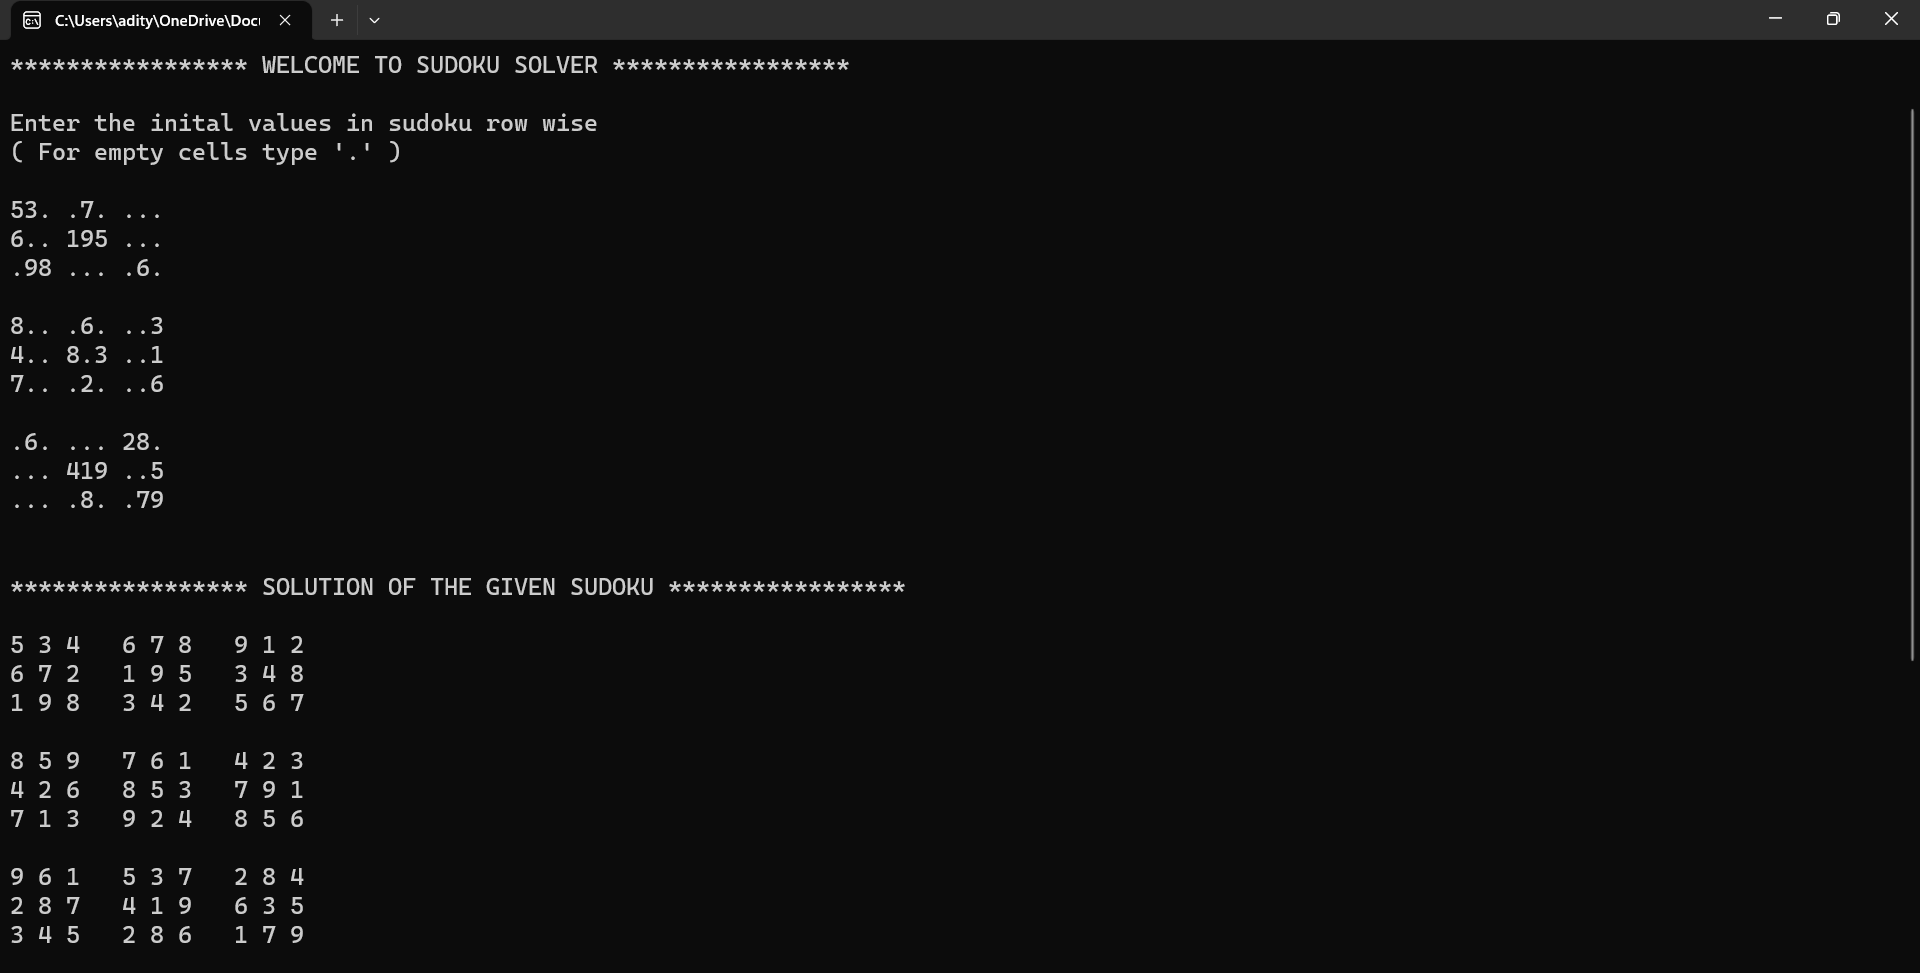 C:\Users\adity\OneDrive\Doc
***************** WELCOME TO SUDOKU SOLVER *****************
Enter the inital values in sudoku row wise
( For empty cells type '.' )
53. .7. ...
6.. 195 ...
.98 ... .6.
8.. .6. ..3
4.. 8.3 ..1
7.. .2. ..6
.6. ... 28.
... 419 ..5
... .8. .79
***************** SOLUTION OF THE GIVEN SUDOKU *****************
5 3 4   6 7 8   9 1 2
6 7 2   1 9 5   3 4 8
1 9 8   3 4 2   5 6 7
8 5 9   7 6 1   4 2 3
4 2 6   8 5 3   7 9 1
7 1 3   9 2 4   8 5 6
9 6 1   5 3 7   2 8 4
2 8 7   4 1 9   6 3 5
3 4 5   2 8 6   1 7 9